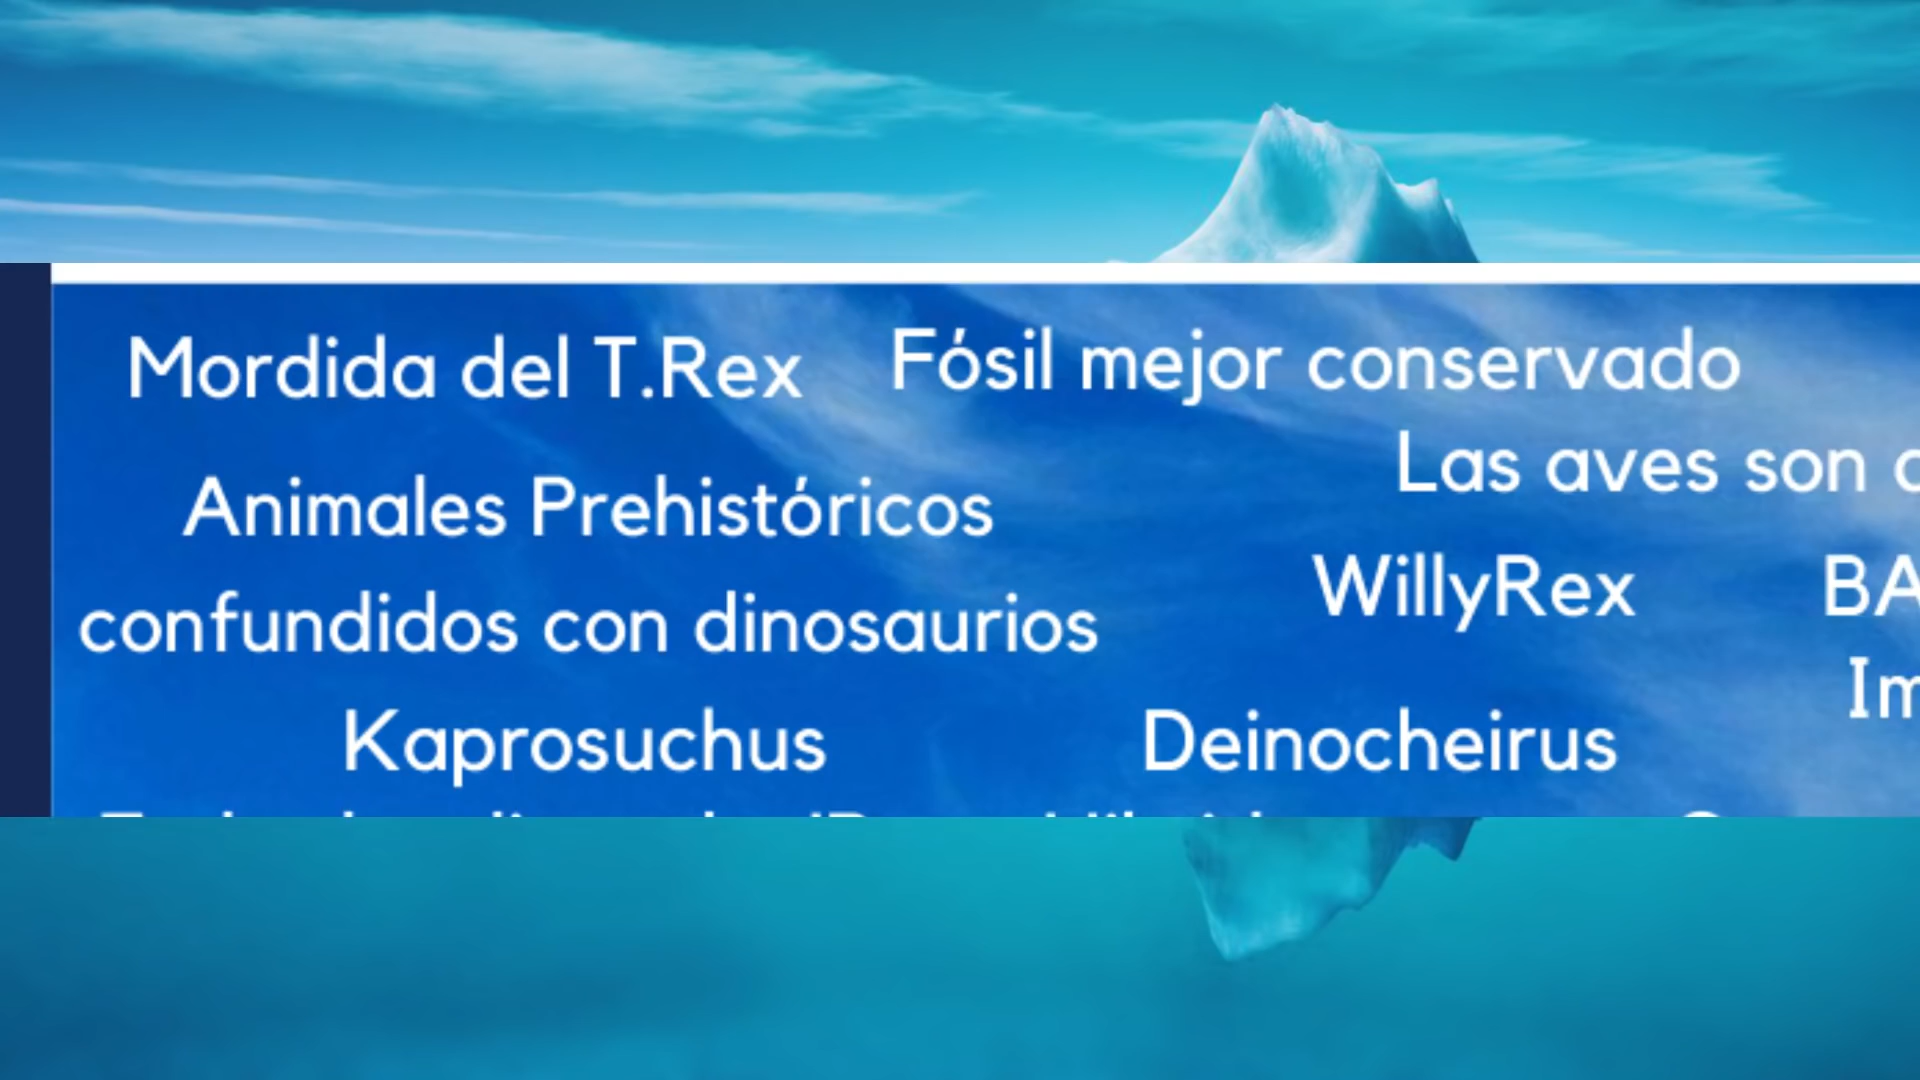 Mordida del T.Rex
Fósil mejor conservado
Las aves son
Animales Prehistóricos
confundidos con dinosaurios
WillyRex
Kaprosuchus
Deinocheirus